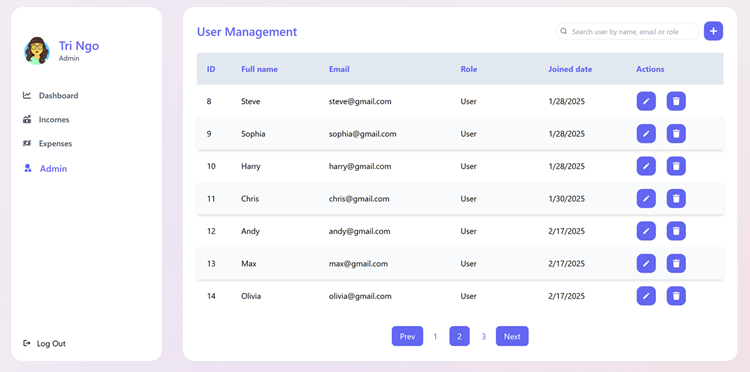 Tri Ngo
Admin
Dashboard
Incomes
Expenses
Admin
Log Out
User Management
Search user by name, email or role
ID Full name Email Role Joined date Actions
8 Steve steve@gmail.com User 1/28/2025
9 Sophia sophia@gmail.com User 1/28/2025
10 Harry harry@gmail.com User 1/28/2025
11 Chris chris@gmail.com User 1/30/2025
12 Andy andy@gmail.com User 2/17/2025
13 Max max@gmail.com User 2/17/2025
14 Olivia olivia@gmail.com User 2/17/2025
Prev 1 2 3 Next